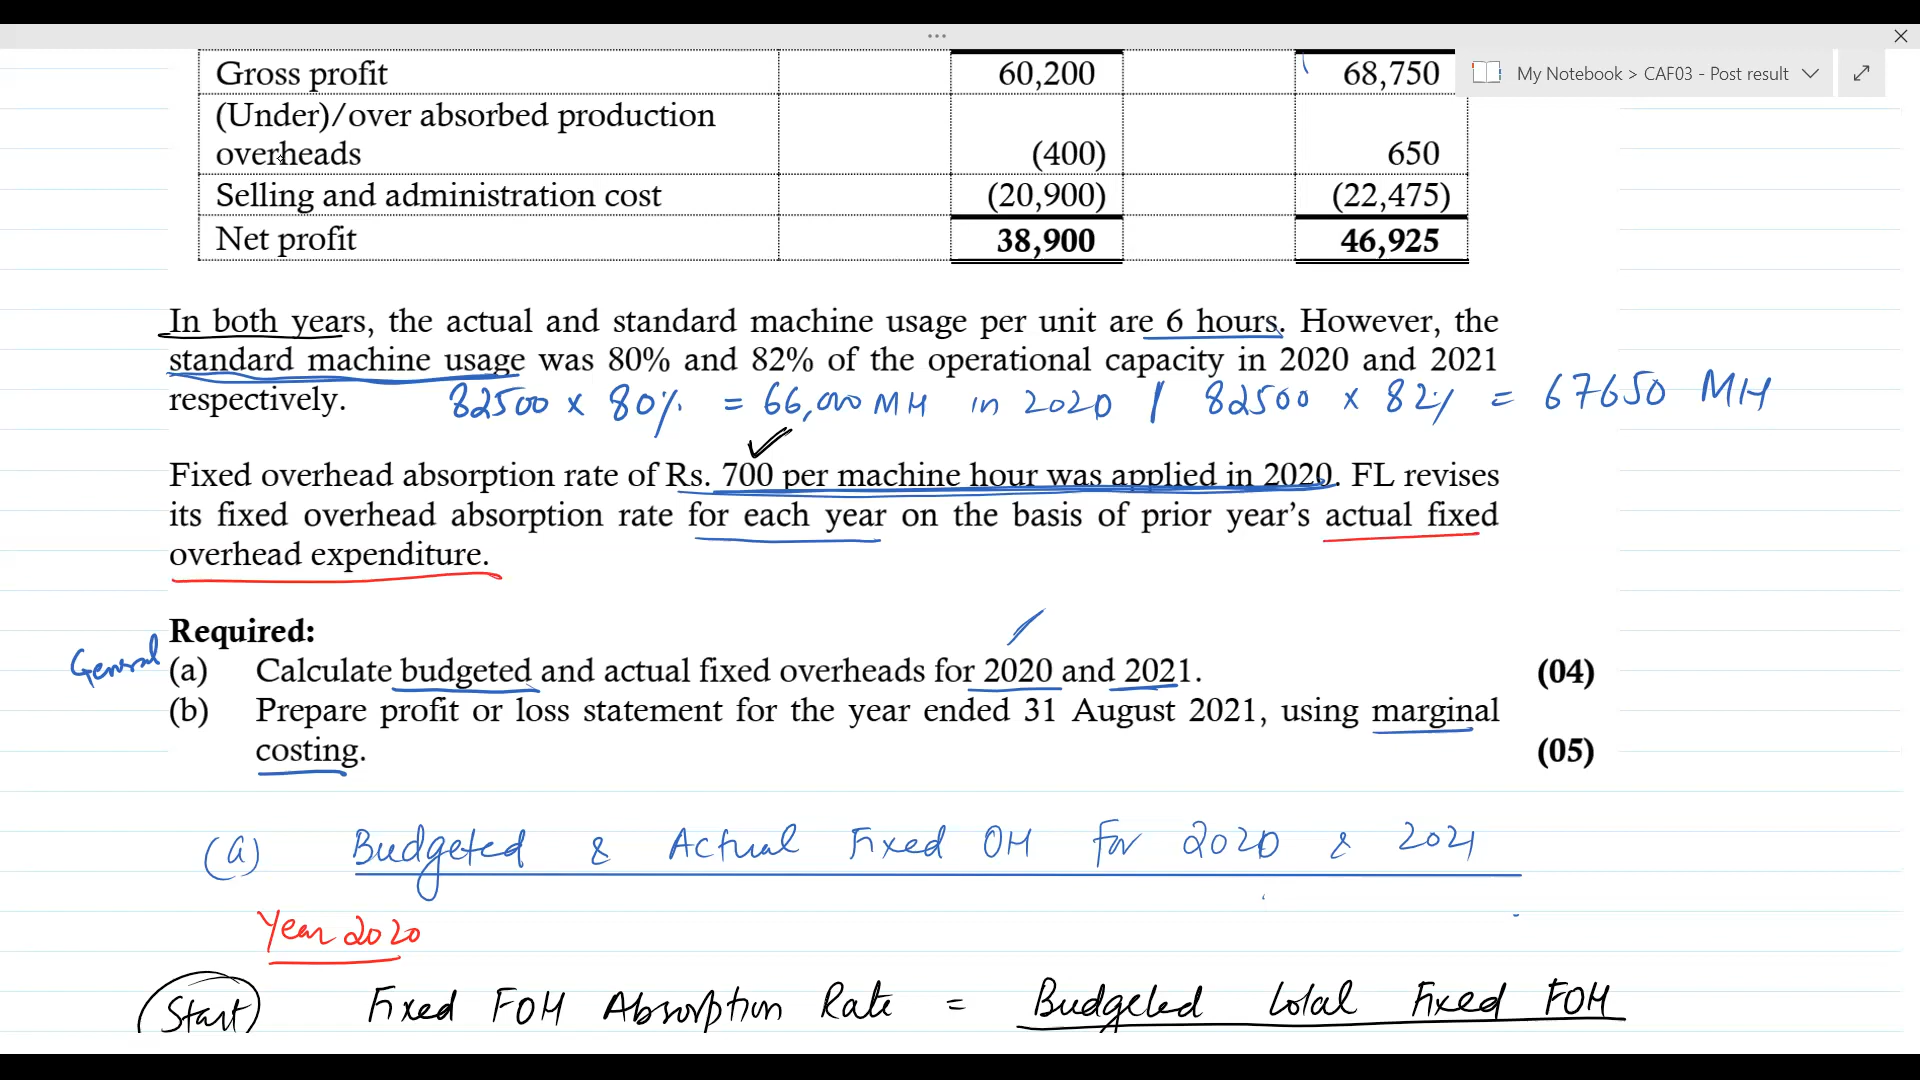 My Notebook > CAF03 - Post result
Gross profit 60,200 68,750
(Under)/over absorbed production
overheads (400) 650
Selling and administration cost (20,900) (22,475)
Net profit 38,900 46,925
In both years, the actual and standard machine usage per unit are 6 hours. However, the
standard machine usage was 80% and 82% of the operational capacity in 2020 and 2021
respectively. 82500 x 80% = 66,000 MH in 2020 / 82500 x 82% = 67650 MH
Fixed overhead absorption rate of Rs. 700 per machine hour was applied in 2020. FL revises
its fixed overhead absorption rate for each year on the basis of prior year's actual fixed
overhead expenditure.
Required:
General (a) Calculate budgeted and actual fixed overheads for 2020 and 2021. (04)
(b) Prepare profit or loss statement for the year ended 31 August 2021, using marginal
costing. (05)
(a) Budgeted & Actual Fixed OH For 2020 & 2021
Year 2020
Start Fixed FOH Absorption Rate = Budgeted total Fixed FOH